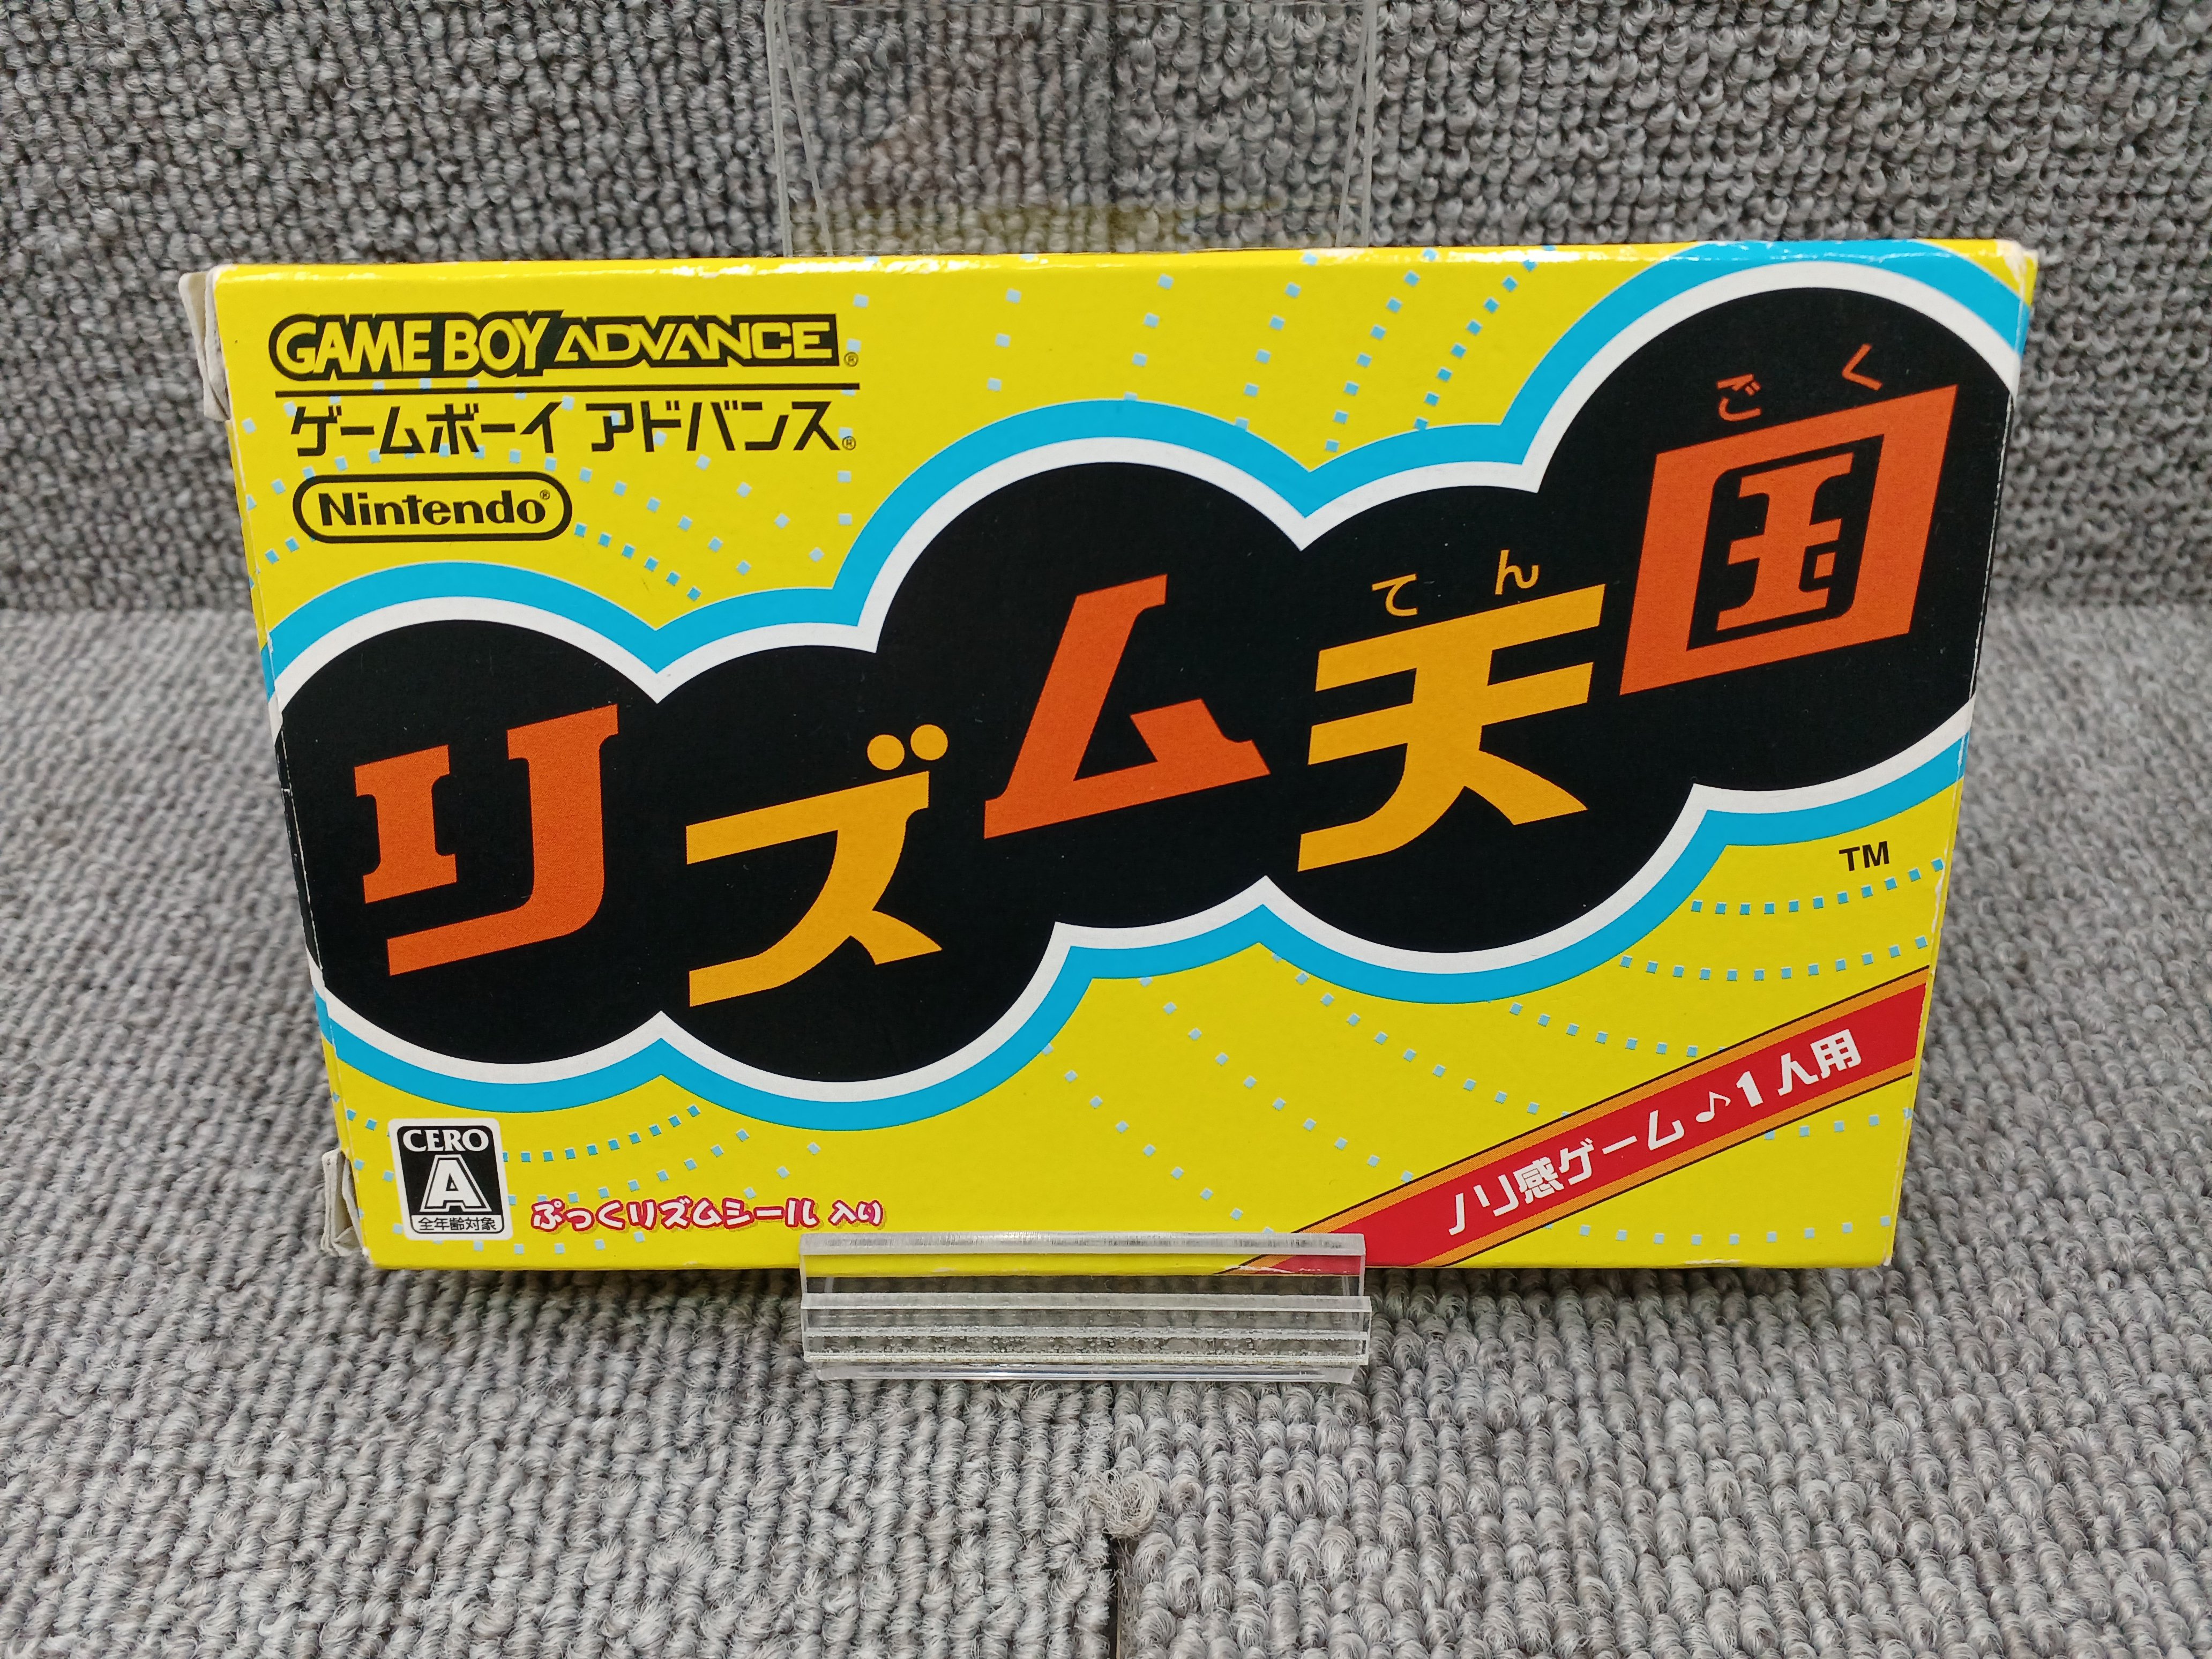 GAME BOY ADVANCE®
ゲームボーイ アドバンス®
Nintendo®
てんごく
リズム天国
TM
ノリ感ゲーム♪1人用
CERO
A
全年齢対象
ぷっくリズムシール 入り